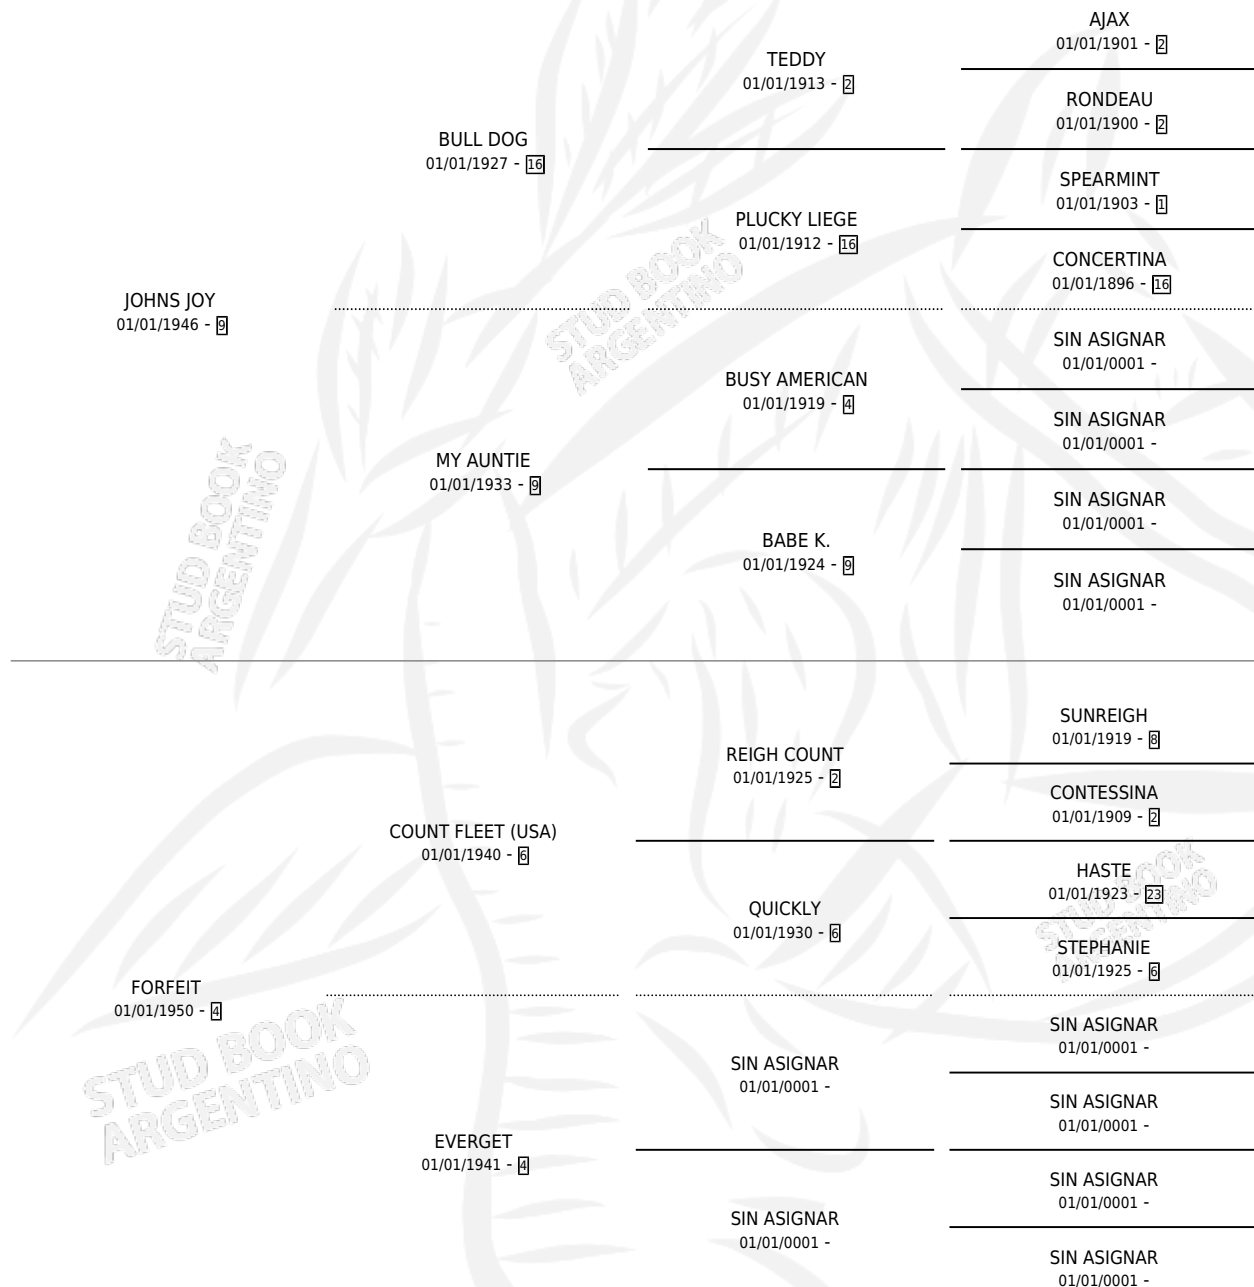 AJAX
01/01/1901 - 2
TEDDY
01/01/1913 - 2
RONDEAU
01/01/1900 - 2
BULL DOG
01/01/1927 - 16
SPEARMINT
01/01/1903 - 1
PLUCKY LIEGE
01/01/1912 - 16
CONCERTINA
01/01/1896 - 16
JOHNS JOY
01/01/1946 - 9
SIN ASIGNAR
01/01/0001 -
BUSY AMERICAN
01/01/1919 - 4
SIN ASIGNAR
01/01/0001 -
MY AUNTIE
01/01/1933 - 9
SIN ASIGNAR
01/01/0001 -
BABE K.
01/01/1924 - 9
SIN ASIGNAR
01/01/0001 -
SUNREIGH
01/01/1919 - 8
REIGH COUNT
01/01/1925 - 2
CONTESSINA
01/01/1909 - 2
COUNT FLEET (USA)
01/01/1940 - 6
HASTE
01/01/1923 - 23
QUICKLY
01/01/1930 - 6
STEPHANIE
01/01/1925 - 6
FORFEIT
01/01/1950 - 4
SIN ASIGNAR
01/01/0001 -
SIN ASIGNAR
01/01/0001 -
SIN ASIGNAR
01/01/0001 -
EVERGET
01/01/1941 - 4
SIN ASIGNAR
01/01/0001 -
SIN ASIGNAR
01/01/0001 -
SIN ASIGNAR
01/01/0001 -
STUD BOOK
ARGENTINO
STUD BOOK
ARGENTINO
STUD BOOK
ARGENTINO
STUD BOOK
ARGENTINO